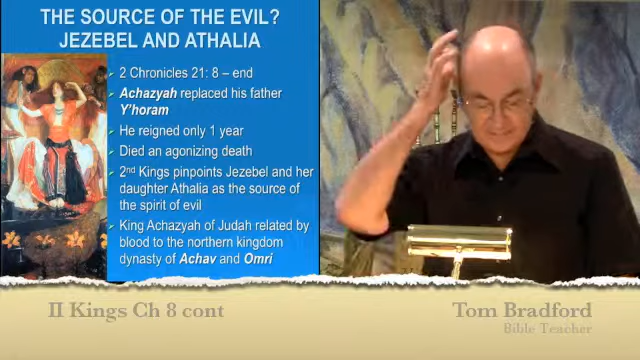 THE SOURCE OF THE EVIL?
JEZEBEL AND ATHALIA
2 Chronicles 21: 8 – end
Achazyah replaced his father
Y'horam
He reigned only 1 year
Died an agonizing death
2nd Kings pinpoints Jezebel and her
daughter Athalia as the source of
the spirit of evil
King Achazyah of Judah related by
blood to the northern kingdom
dynasty of Achav and Omri
II Kings Ch 8 cont
Tom Bradford
Bible Teacher